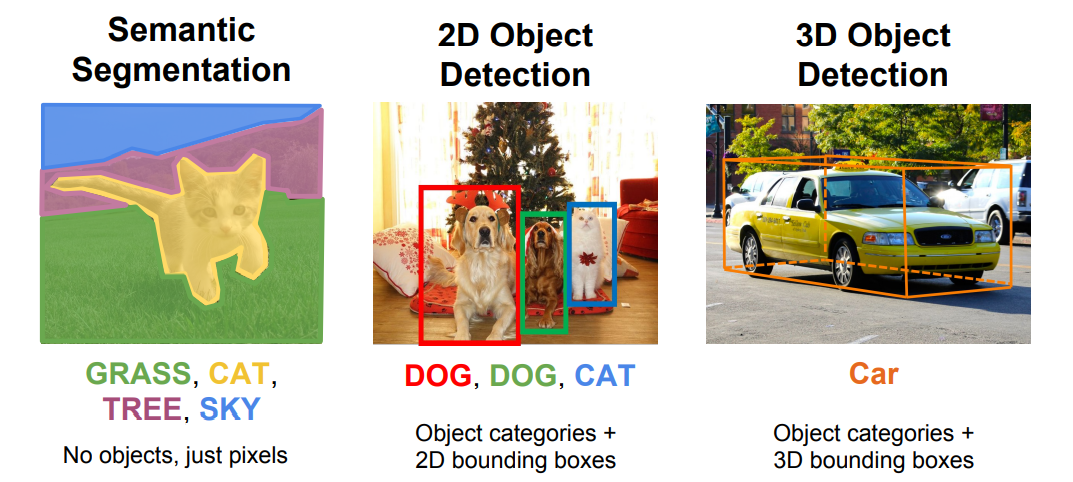 Semantic
Segmentation
GRASS, CAT,
TREE, SKY
No objects, just pixels
2D Object
Detection
DOG, DOG, CAT
Object categories +
2D bounding boxes
3D Object
Detection
Car
Object categories +
3D bounding boxes